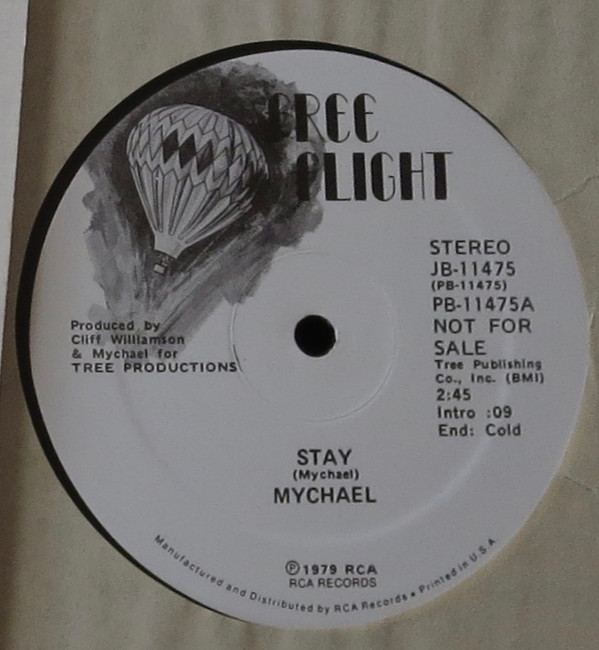 FREE
FLIGHT
STEREO
JB-11475
(PB-11475)
PB-11475A
NOT FOR
SALE
Tree Publishing
Co., Inc. (BMI)
2:45
Intro :09
End: Cold
Produced by
Cliff Williamson
& Mychael for
TREE PRODUCTIONS
STAY
(Mychael)
MYCHAEL
Ⓟ1979 RCA
RCA RECORDS
Manufactured and Distributed by RCA Records • Printed in U.S.A